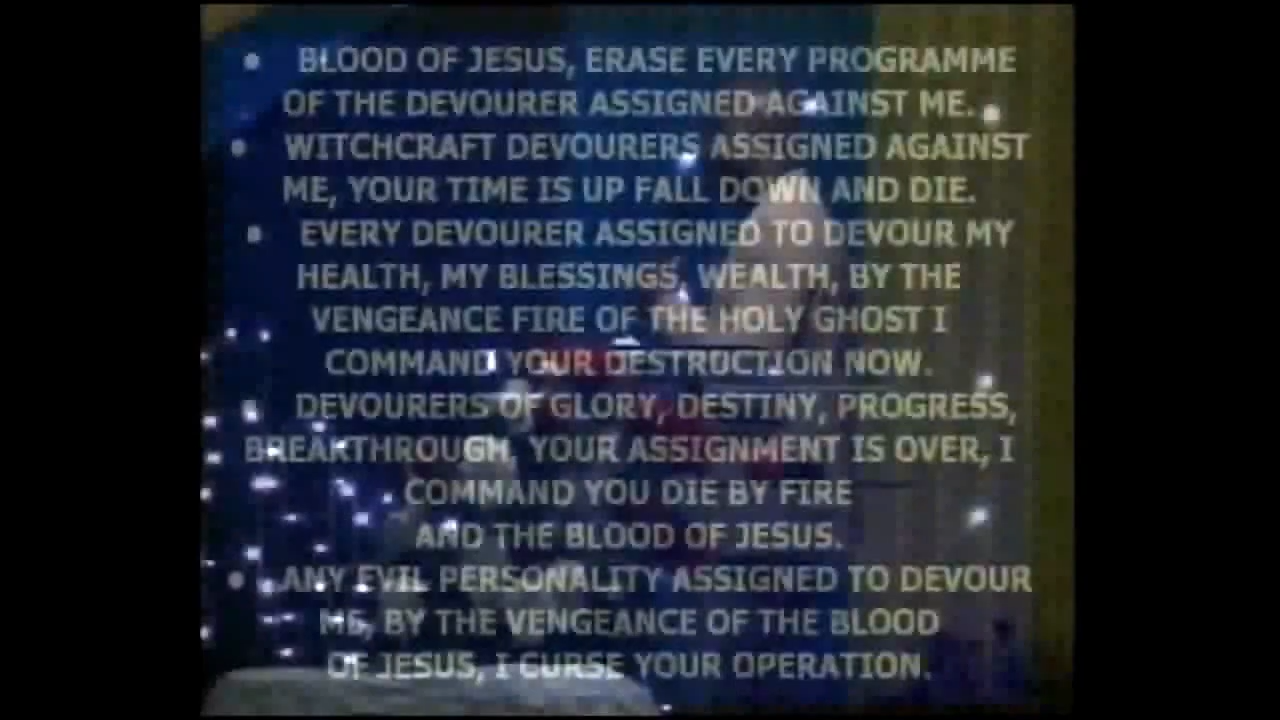 • BLOOD OF JESUS, ERASE EVERY PROGRAMME
OF THE DEVOURER ASSIGNED AGAINST ME.
• WITCHCRAFT DEVOURERS ASSIGNED AGAINST
ME, YOUR TIME IS UP FALL DOWN AND DIE.
• EVERY DEVOURER ASSIGNED TO DEVOUR MY
HEALTH, MY BLESSINGS, WEALTH, BY THE
VENGEANCE FIRE OF THE HOLY GHOST I
COMMAND YOUR DESTRUCTION NOW.
• DEVOURERS OF GLORY, DESTINY, PROGRESS,
BREAKTHROUGH, YOUR ASSIGNMENT IS OVER, I
COMMAND YOU DIE BY FIRE
AND THE BLOOD OF JESUS.
• ANY EVIL PERSONALITY ASSIGNED TO DEVOUR
ME, BY THE VENGEANCE OF THE BLOOD
OF JESUS, I CURSE YOUR OPERATION.